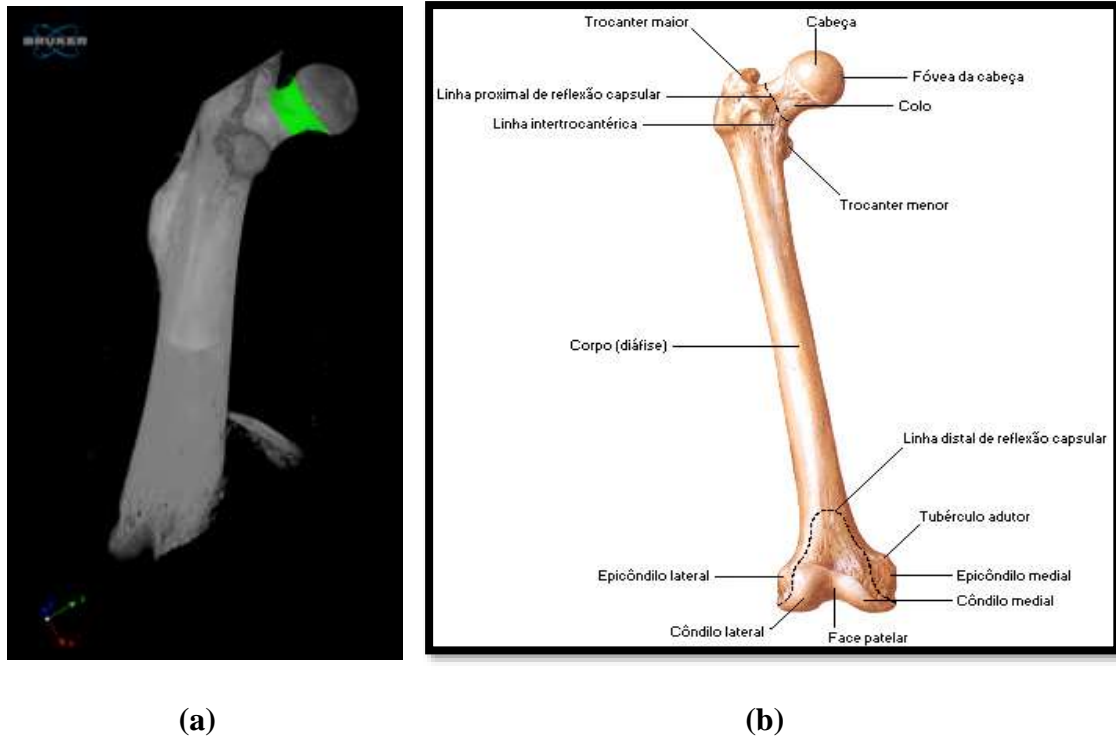 BRUKER
Trocanter maior
Cabeça
Linha proximal de reflexão capsular
Fóvea da cabeça
Linha intertrocantérica
Colo
Trocanter menor
Corpo (diáfise)
Linha distal de reflexão capsular
Tubérculo adutor
Epicôndilo lateral
Epicôndilo medial
Côndilo medial
Côndilo lateral
Face patelar
(a)
(b)